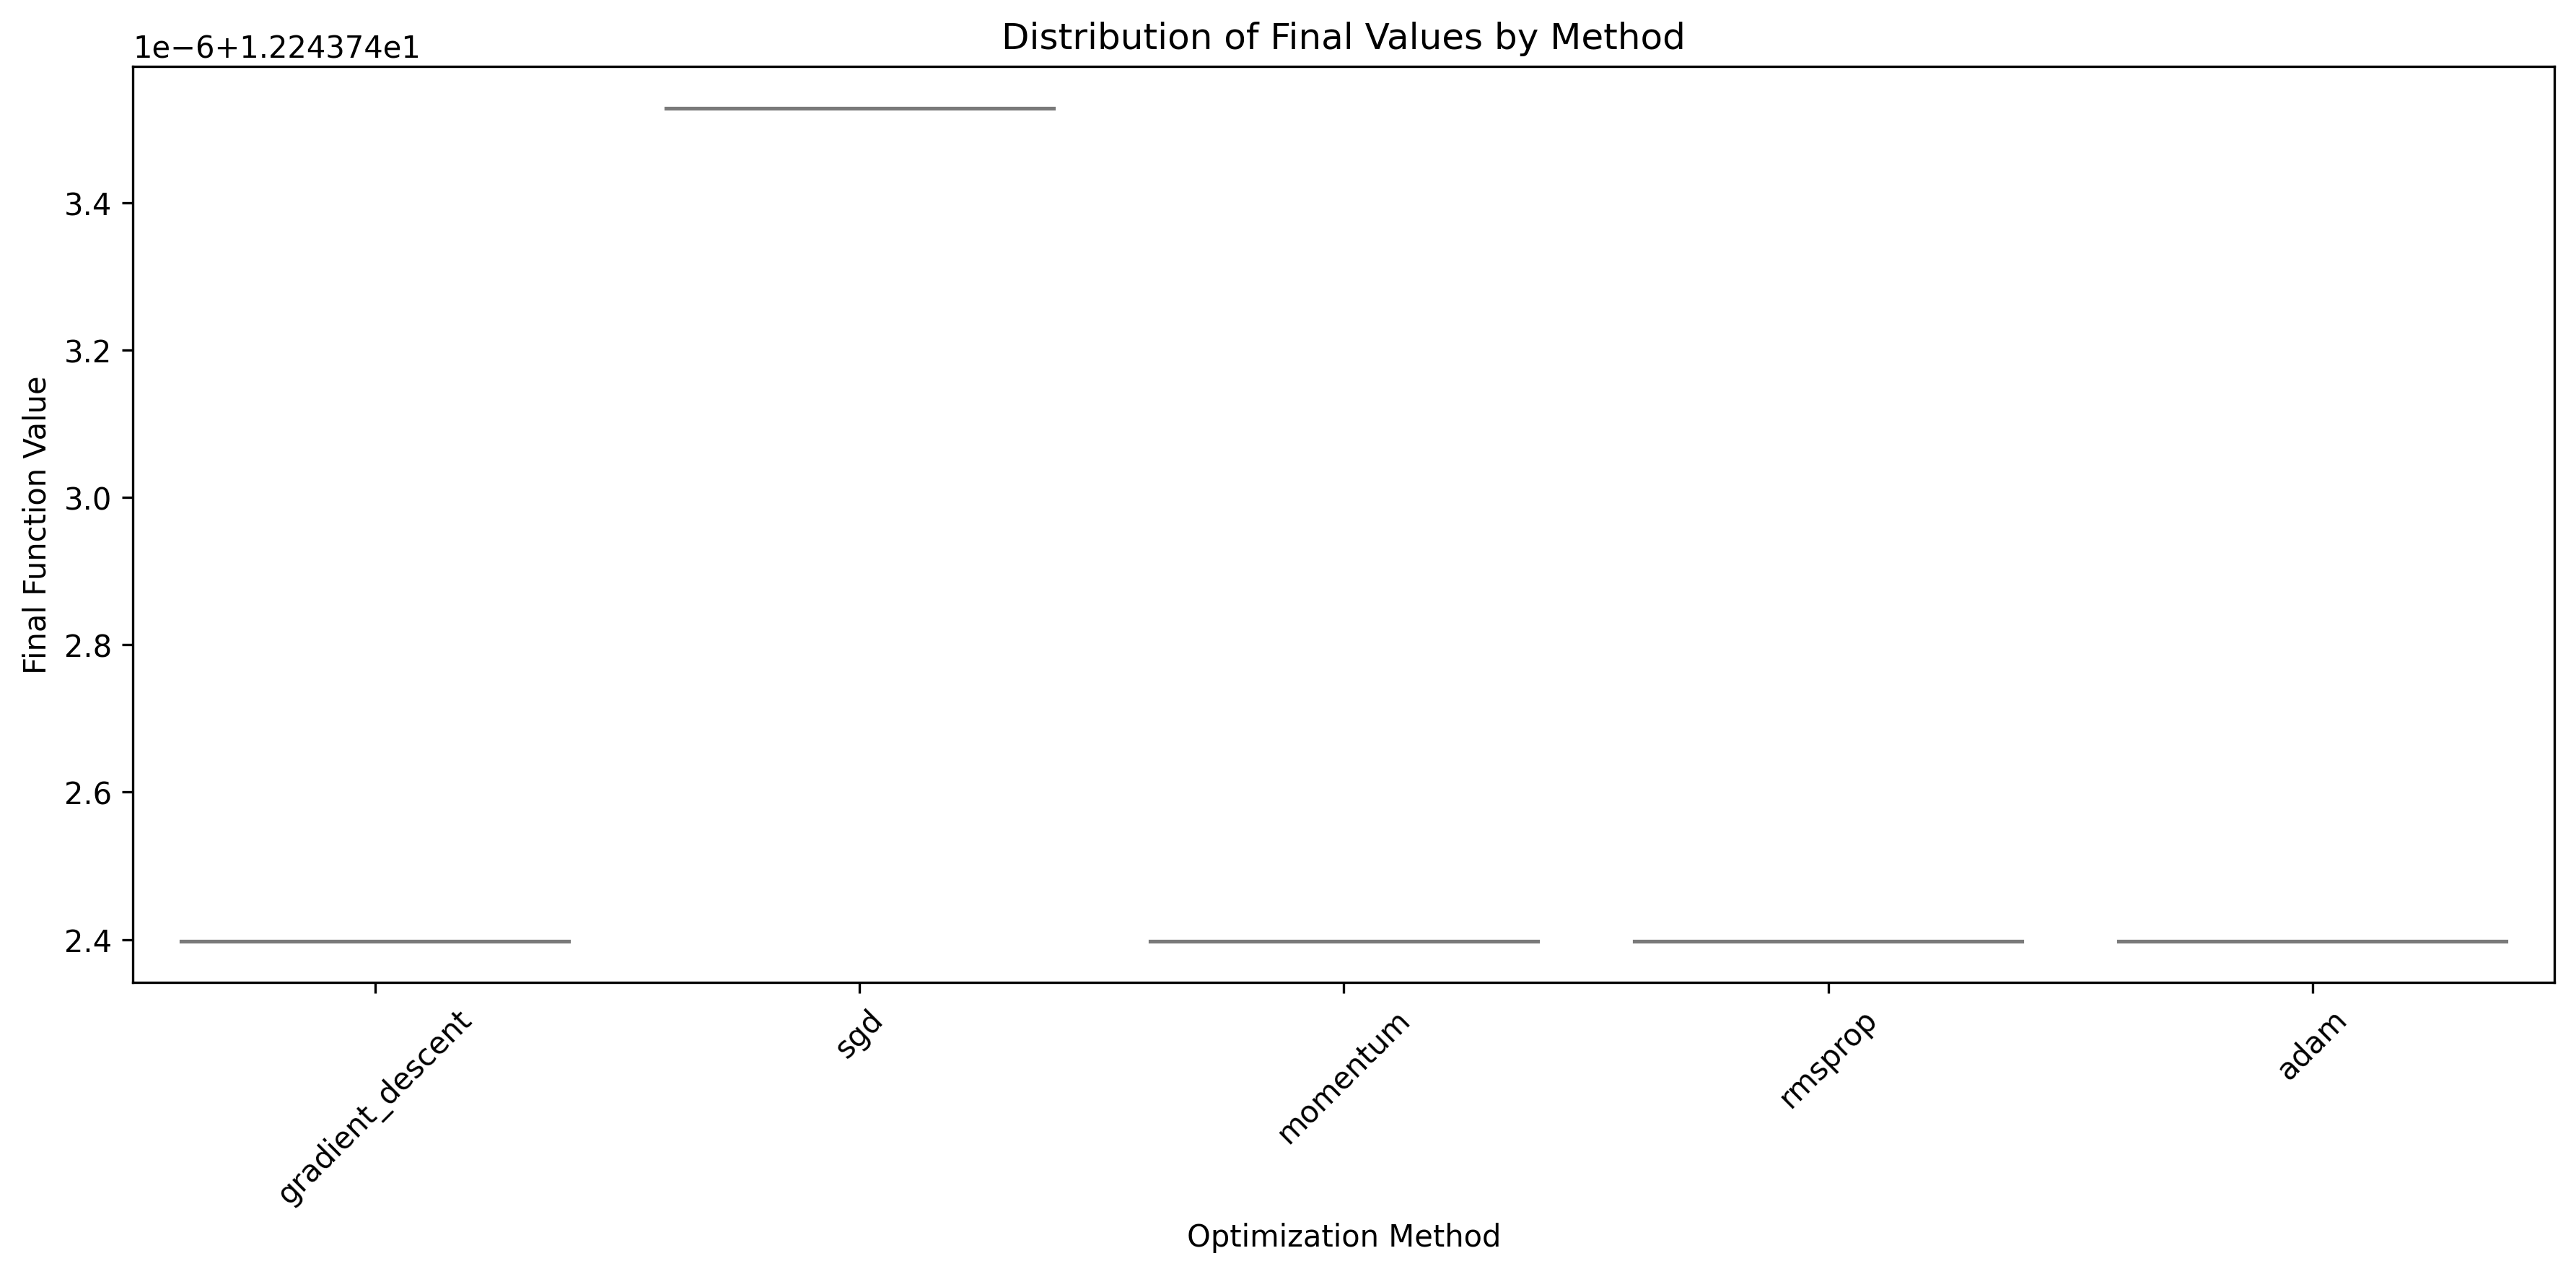 Distribution of Final Values by Method
1e−6+1.224374e1
3.4
3.2
3.0
2.8
2.6
2.4
Final Function Value
gradient_descent
sgd
momentum
rmsprop
adam
Optimization Method